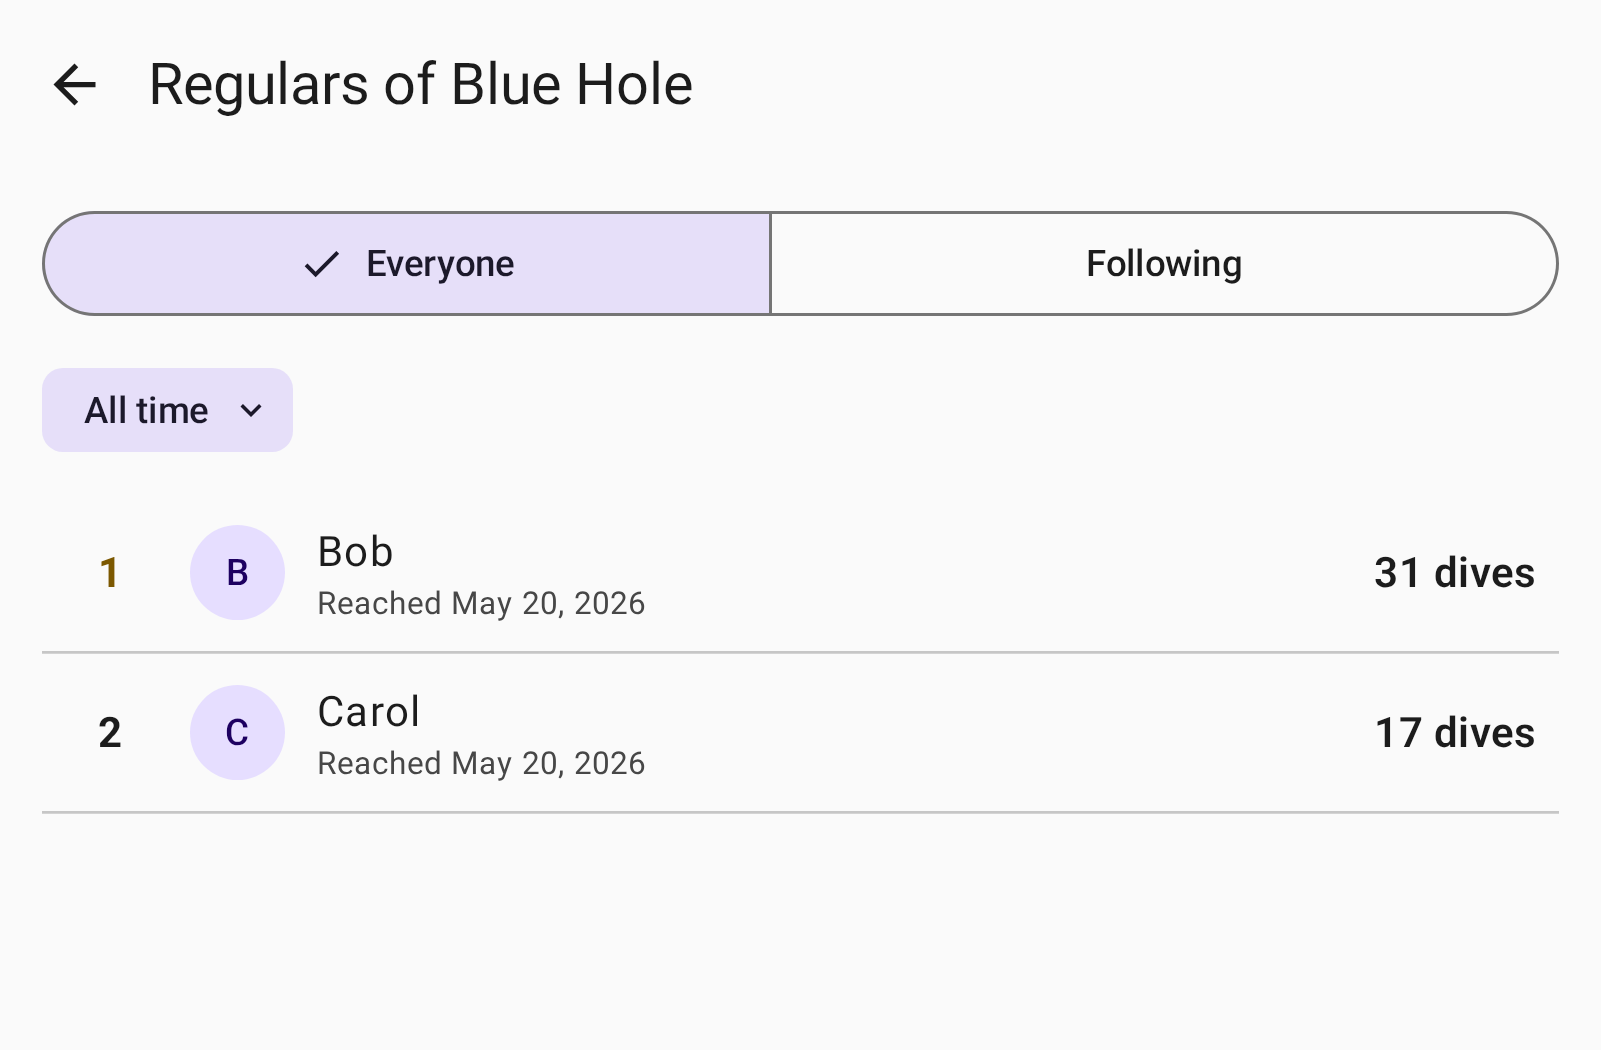 Regulars of Blue Hole
Everyone
Following
All time
1
B
Bob
Reached May 20, 2026
31 dives
2
C
Carol
Reached May 20, 2026
17 dives